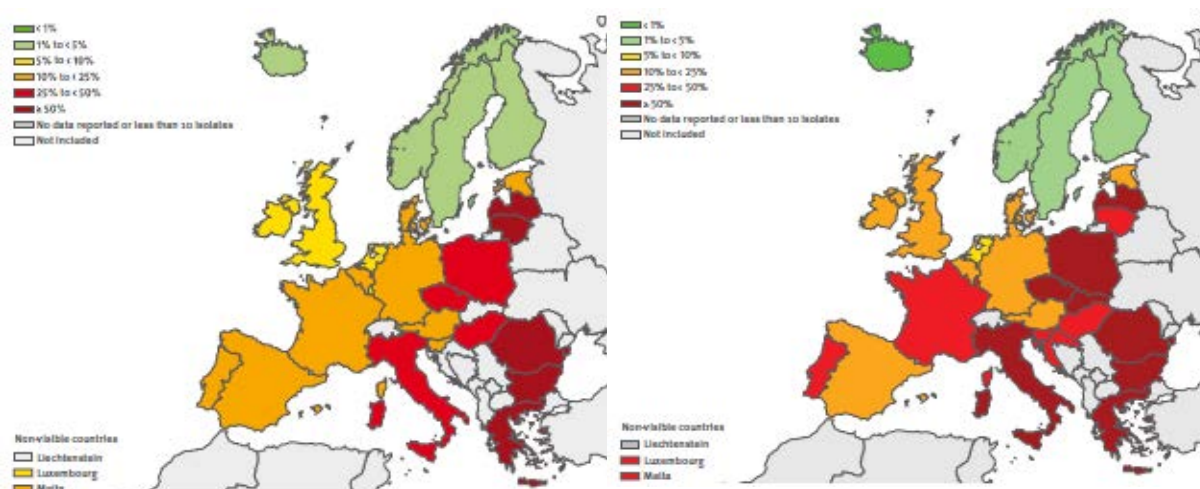 < 1%
1% to < 5%
5% to < 10%
10% to < 25%
25% to < 50%
≥ 50%
No data reported or less than 10 isolates
Not included
Non-visible countries
Liechtenstein
Luxembourg
Malta
< 1%
1% to < 5%
5% to < 10%
10% to < 25%
25% to < 50%
≥ 50%
No data reported or less than 10 isolates
Not included
Non-visible countries
Liechtenstein
Luxembourg
Malta